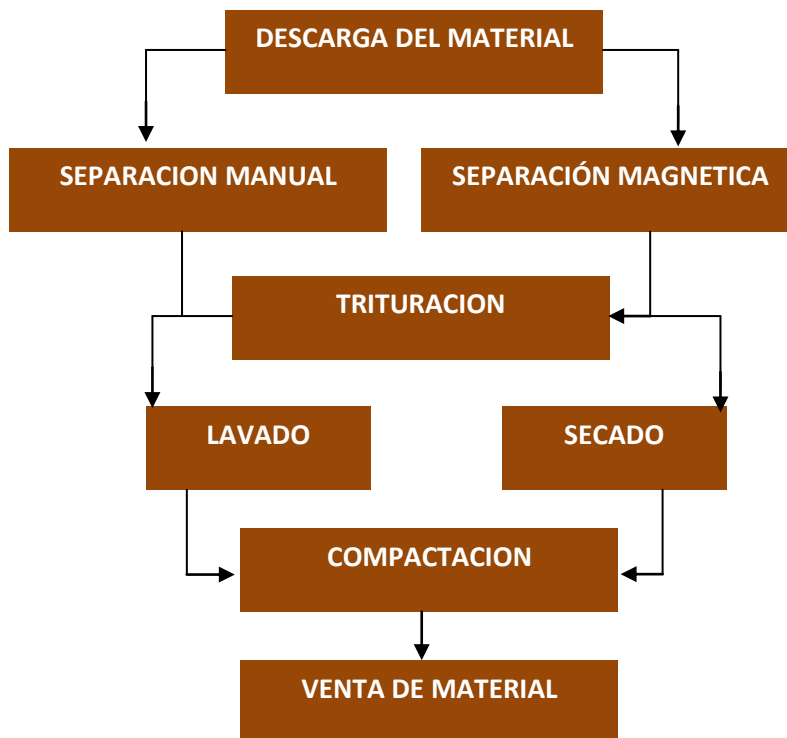 DESCARGA DEL MATERIAL
SEPARACION MANUAL
SEPARACIÓN MAGNETICA
TRITURACION
LAVADO
SECADO
COMPACTACION
VENTA DE MATERIAL